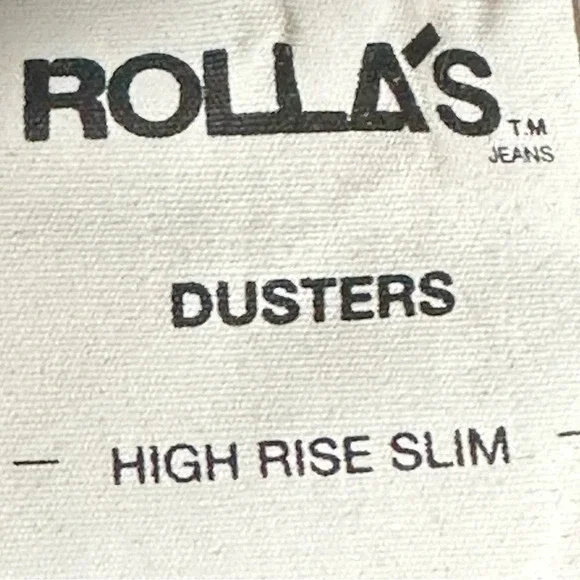 ROLLA'S
T.M
JEANS
DUSTERS
— HIGH RISE SLIM —